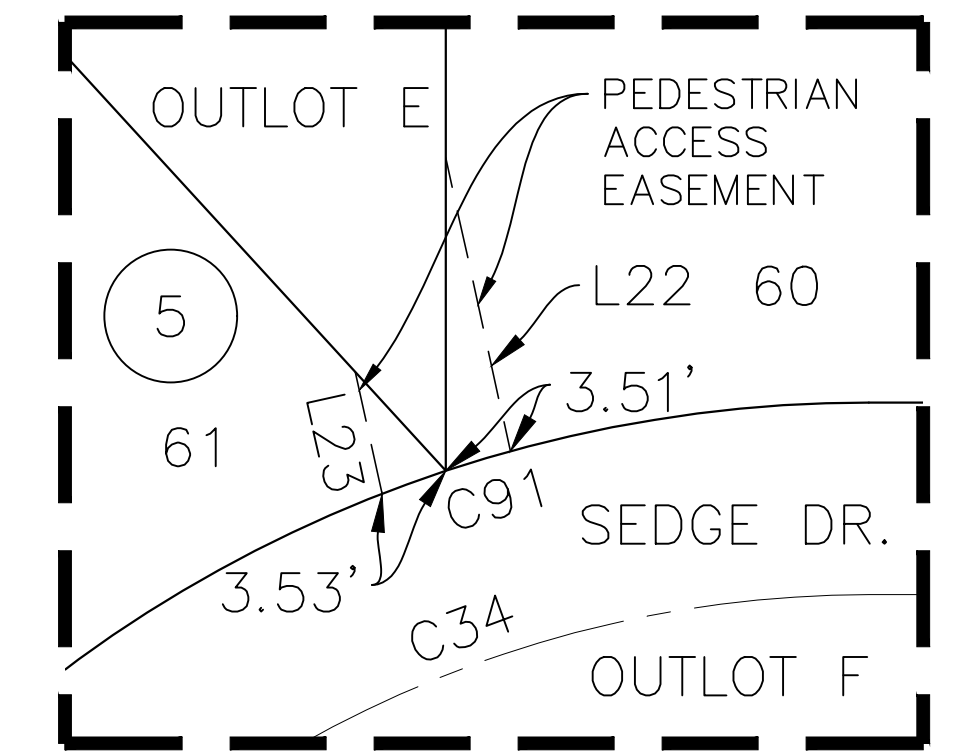 OUTLOT E
PEDESTRIAN
ACCESS
EASEMENT
L22 60
5
3.51'
L23
61
C91
SEDGE DR.
3.53'
C34
OUTLOT F